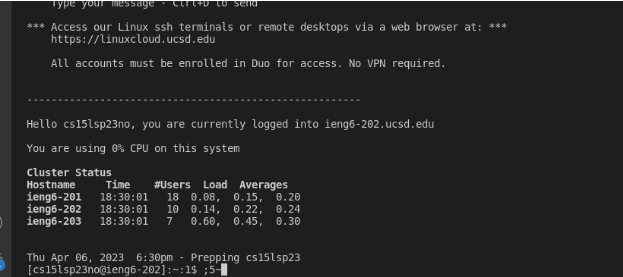 Type your message - Ctrl+D to send
*** Access our Linux ssh terminals or remote desktops via a web browser at: ***
https://linuxcloud.ucsd.edu
All accounts must be enrolled in Duo for access. No VPN required.
--------------------------------------------------------
Hello cs15lsp23no, you are currently logged into ieng6-202.ucsd.edu
You are using 0% CPU on this system
Cluster Status
Hostname Time #Users Load Averages
ieng6-201 18:30:01 18 0.08, 0.15, 0.20
ieng6-202 18:30:01 10 0.14, 0.22, 0.24
ieng6-203 18:30:01 7 0.60, 0.45, 0.30
Thu Apr 06, 2023 6:30pm - Prepping cs15lsp23
[cs15lsp23no@ieng6-202]:~:1$ ;5~